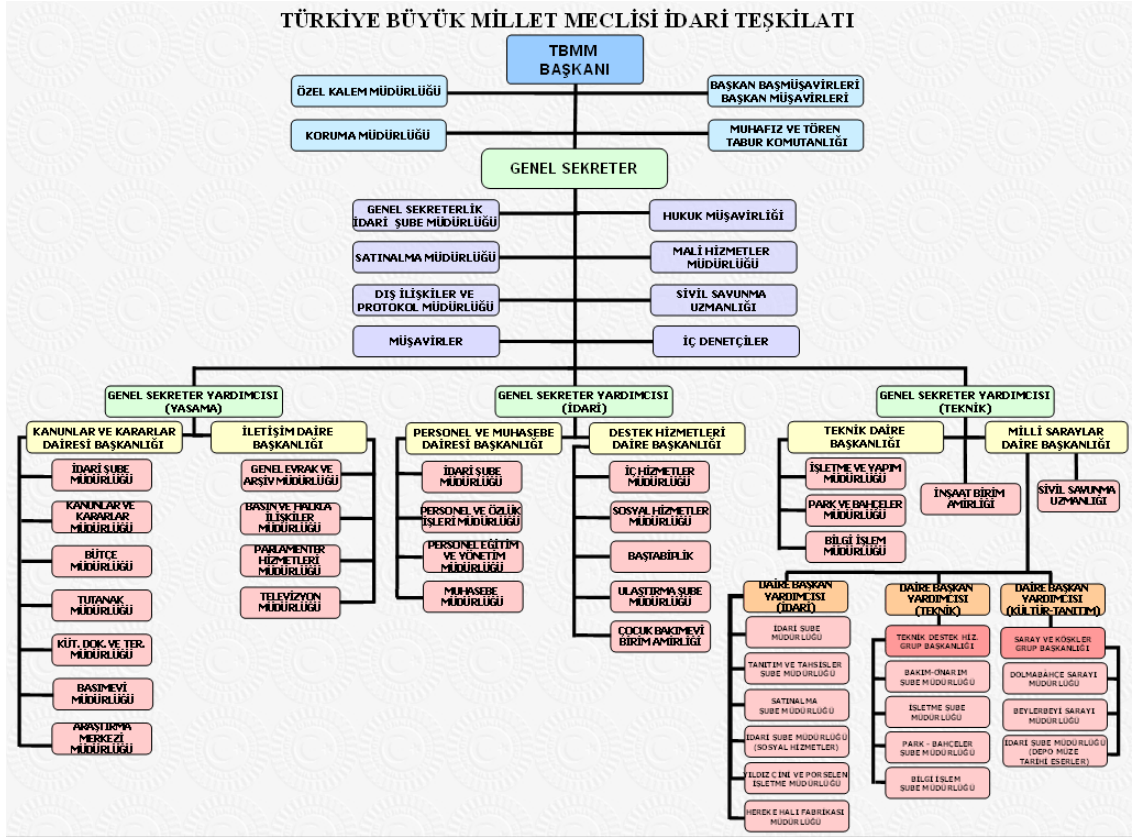 TÜRKİYE BÜYÜK MİLLET MECLİSİ İDARİ TEŞKİLATI
TBMM
BAŞKANI
ÖZEL KALEM MÜDÜRLÜĞÜ
BAŞKAN BAŞMÜŞAVİRLERİ
BAŞKAN MÜŞAVİRLERİ
KORUMA MÜDÜRLÜĞÜ
MUHAFIZ VE TÖREN
TABUR KOMUTANLIĞI
GENEL SEKRETER
GENEL SEKRETERLİK
İDARİ ŞUBE MÜDÜRLÜĞÜ
HUKUK MÜŞAVİRLİĞİ
SATINALMA MÜDÜRLÜĞÜ
MALİ HİZMETLER
MÜDÜRLÜĞÜ
DIŞ İLİŞKİLER VE
PROTOKOL MÜDÜRLÜĞÜ
SİVİL SAVUNMA
UZMANLIĞI
MÜŞAVİRLER
İÇ DENETÇİLER
GENEL SEKRETER YARDIMCISI
(YASAMA)
KANUNLAR VE KARARLAR
DAİRESİ BAŞKANLIĞI
İDARİ ŞUBE
MÜDÜRLÜĞÜ
KANUNLAR VE
KARARLAR
MÜDÜRLÜĞÜ
BÜTÇE
MÜDÜRLÜĞÜ
TUTANAK
MÜDÜRLÜĞÜ
KÜT. DOK. VE TER.
MÜDÜRLÜĞÜ
BASIMEVİ
MÜDÜRLÜĞÜ
ARAŞTIRMA
MERKEZİ
MÜDÜRLÜĞÜ
İLETİŞİM DAİRE
BAŞKANLIĞI
GENEL EVRAK VE
ARŞİV MÜDÜRLÜĞÜ
BASIN VE HALKLA
İLİŞKİLER
MÜDÜRLÜĞÜ
PARLAMENTER
HİZMETLERİ
MÜDÜRLÜĞÜ
TELEVİZYON
MÜDÜRLÜĞÜ
GENEL SEKRETER YARDIMCISI
(İDARİ)
PERSONEL VE MUHASEBE
DAİRESİ BAŞKANLIĞI
İDARİ ŞUBE
MÜDÜRLÜĞÜ
PERSONEL VE ÖZLÜK
İŞLERİ MÜDÜRLÜĞÜ
PERSONEL EĞİTİM
VE YÖNETİM
MÜDÜRLÜĞÜ
MUHASEBE
MÜDÜRLÜĞÜ
DESTEK HİZMETLERİ
DAİRE BAŞKANLIĞI
İÇ HİZMETLER
MÜDÜRLÜĞÜ
SOSYAL HİZMETLER
MÜDÜRLÜĞÜ
BAŞTABİPLİK
ULAŞTIRMA ŞUBE
MÜDÜRLÜĞÜ
ÇOCUK BAKIMEVİ
BİRİM AMİRLİĞİ
GENEL SEKRETER YARDIMCISI
(TEKNİK)
TEKNİK DAİRE
BAŞKANLIĞI
İŞLETME VE YAPIM
MÜDÜRLÜĞÜ
PARK VE BAHÇELER
MÜDÜRLÜĞÜ
BİLGİ İŞLEM
MÜDÜRLÜĞÜ
İNŞAAT BİRİM
AMİRLİĞİ
MİLLİ SARAYLAR
DAİRE BAŞKANLIĞI
SİVİL SAVUNMA
UZMANLIĞI
DAİRE BAŞKAN
YARDIMCISI
(İDARİ)
İDARİ ŞUBE
MÜDÜRLÜĞÜ
TANITIM VE TAHSİSLER
ŞUBE MÜDÜRLÜĞÜ
SATINALMA
ŞUBE MÜDÜRLÜĞÜ
İDARİ ŞUBE MÜDÜRLÜĞÜ
(SOSYAL HİZMETLER)
YILDIZ ÇİNİ VE PORSELEN
İŞLETME MÜDÜRLÜĞÜ
HEREKE HALI FABRİKASI
MÜDÜRLÜĞÜ
DAİRE BAŞKAN
YARDIMCISI
(TEKNİK)
TEKNİK DESTEK HİZ.
GRUP BAŞKANLIĞI
BAKIM-ONARIM
ŞUBE MÜDÜRLÜĞÜ
İŞLETME ŞUBE
MÜDÜRLÜĞÜ
PARK - BAHÇELER
ŞUBE MÜDÜRLÜĞÜ
BİLGİ İŞLEM
ŞUBE MÜDÜRLÜĞÜ
DAİRE BAŞKAN
YARDIMCISI
(KÜLTÜR-TANITIM)
SARAY VE KÖŞKLER
GRUP BAŞKANLIĞI
DOLMABAHÇE SARAYI
MÜDÜRLÜĞÜ
BEYLERBEYİ SARAYI
MÜDÜRLÜĞÜ
İDARİ ŞUBE MÜDÜRLÜĞÜ
(DEPO MÜZE
TARİHİ ESERLER)